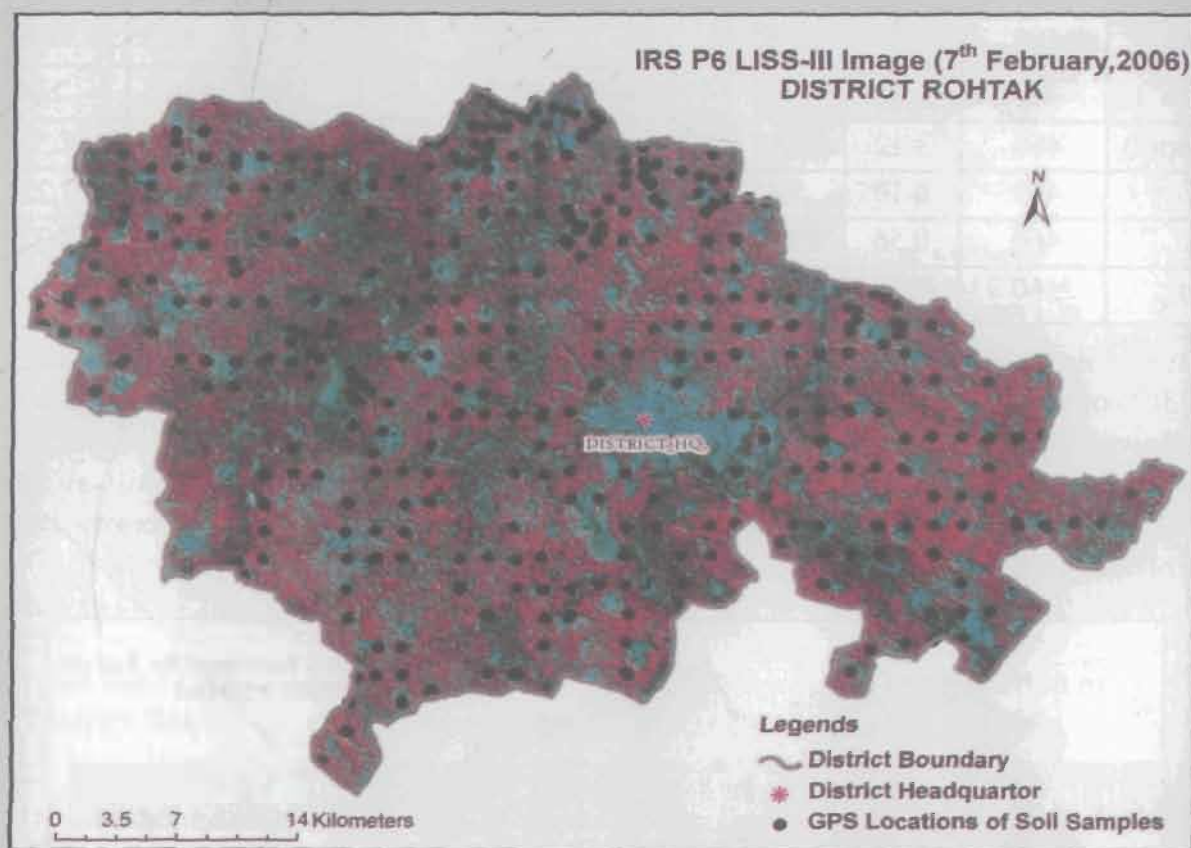 IRS P6 LISS-III Image (7th February,2006)
DISTRICT ROHTAK
N
DISTRICT HQ.
Legends
District Boundary
District Headquartor
GPS Locations of Soil Samples
0 3.5 7 14 Kilometers